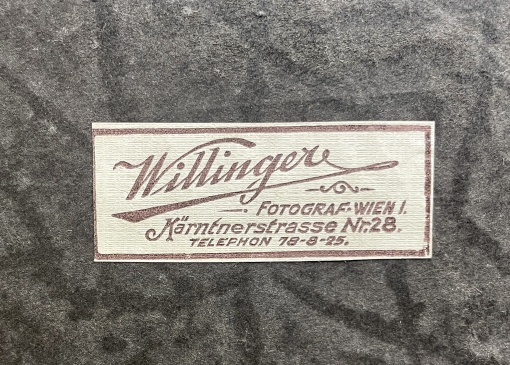 Willinger
FOTOGRAF·WIEN I.
Kärntnerstrasse Nr. 28.
TELEPHON 78-8-25.